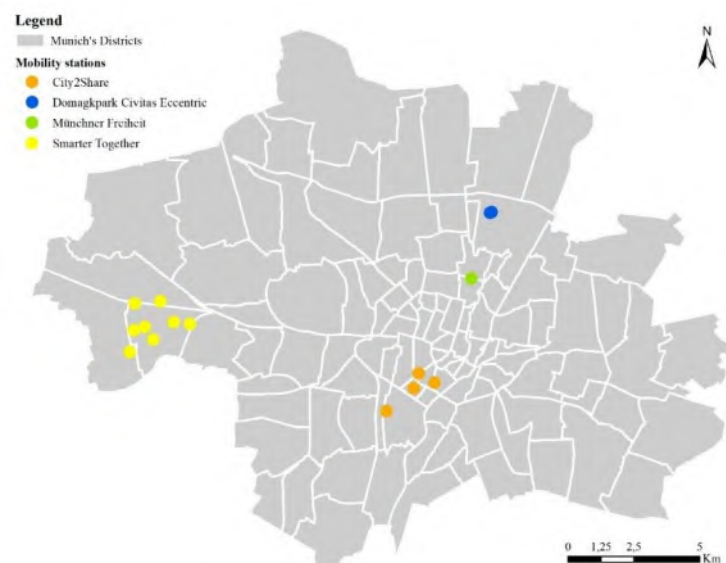 Legend
Munich's Districts
Mobility stations
City2Share
Domagkpark Civitas Eccentric
Münchner Freiheit
Smarter Together
N
0 1,25 2,5 5
Km